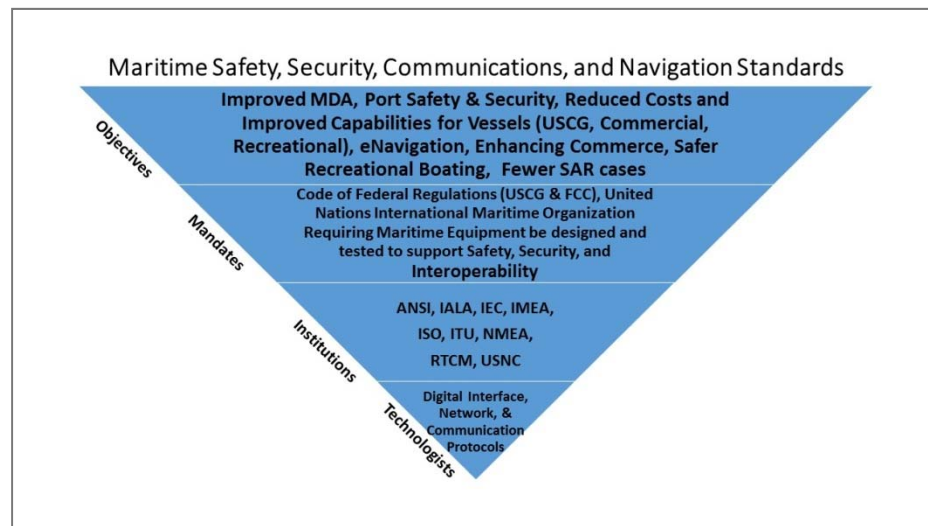 Maritime Safety, Security, Communications, and Navigation Standards
Objectives
Improved MDA, Port Safety & Security, Reduced Costs and
Improved Capabilities for Vessels (USCG, Commercial,
Recreational), eNavigation, Enhancing Commerce, Safer
Recreational Boating, Fewer SAR cases
Mandates
Code of Federal Regulations (USCG & FCC), United
Nations International Maritime Organization
Requiring Maritime Equipment be designed and
tested to support Safety, Security, and
Interoperability
Institutions
ANSI, IALA, IEC, IMEA,
ISO, ITU, NMEA,
RTCM, USNC
Technologists
Digital Interface,
Network, &
Communication
Protocols